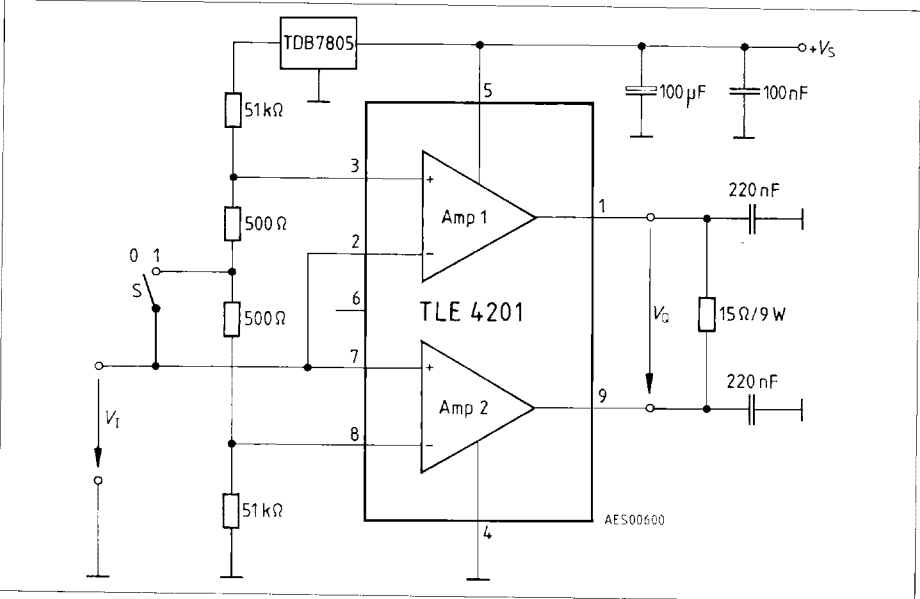 TDB7805
+VS
51kΩ
5
100µF
100nF
3
+
Amp 1
220nF
1
500Ω
2
−
0 1
S
6
TLE 4201
500Ω
VQ
15Ω/9W
7
+
220nF
Amp 2
9
VI
8
−
51kΩ
AES00600
4